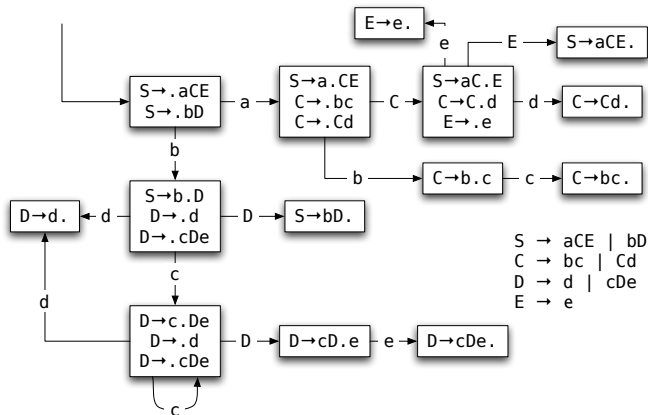 E→e.
e
E
S→aCE.
S→.aCE
S→.bD
a
S→a.CE
C→.bc
C→.Cd
C
S→aC.E
C→C.d
E→.e
d
C→Cd.
b
b
C→b.c
c
C→bc.
D→d.
d
S→b.D
D→.d
D→.cDe
D
S→bD.
S → aCE | bD
C → bc | Cd
D → d | cDe
E → e
c
d
D→c.De
D→.d
D→.cDe
D
D→cD.e
e
D→cDe.
c